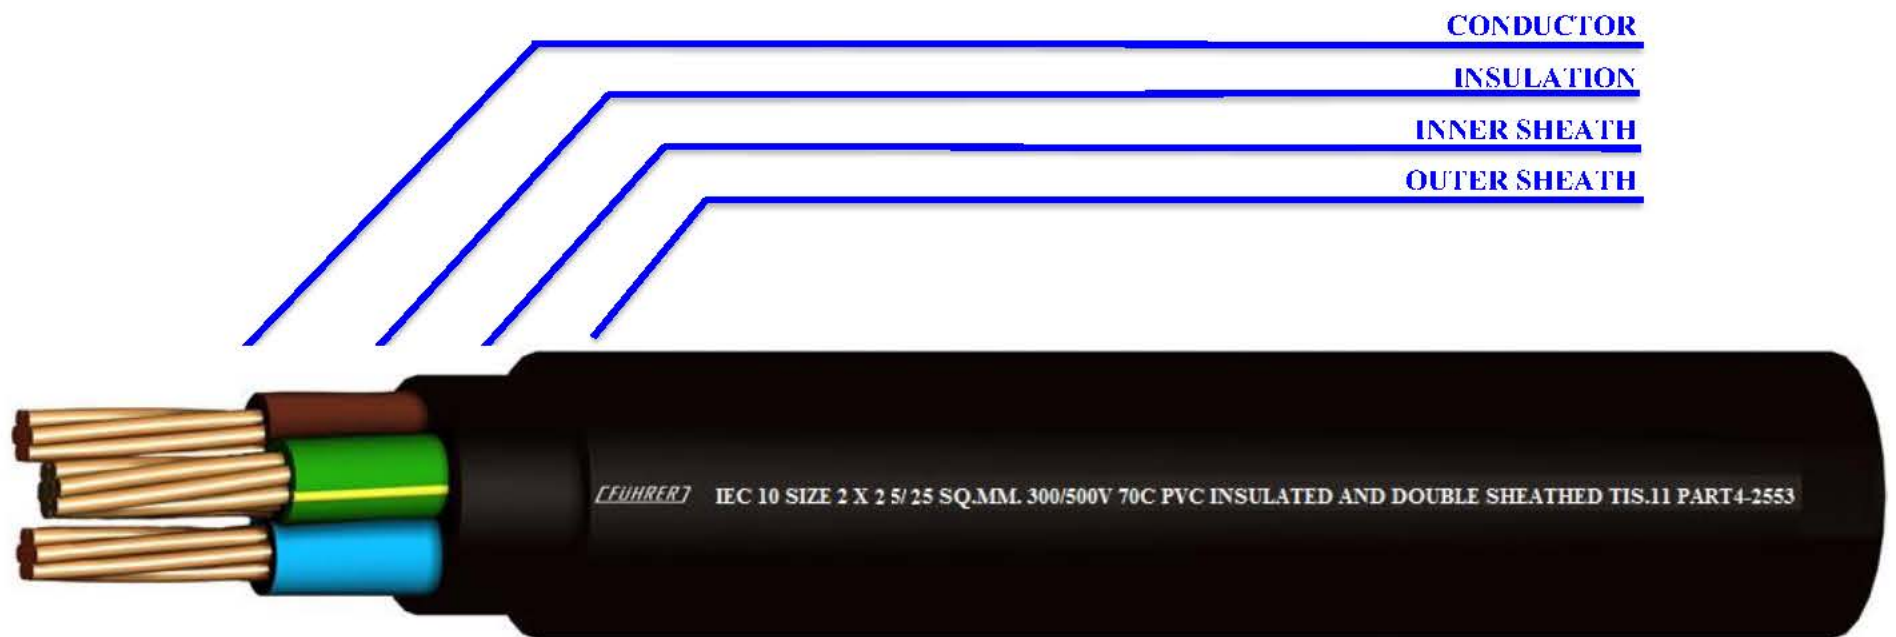 CONDUCTOR
INSULATION
INNER SHEATH
OUTER SHEATH
FUHRER IEC 10 SIZE 2 X 2 5/ 25 SQ.MM. 300/500V 70C PVC INSULATED AND DOUBLE SHEATHED TIS.11 PART4-2553